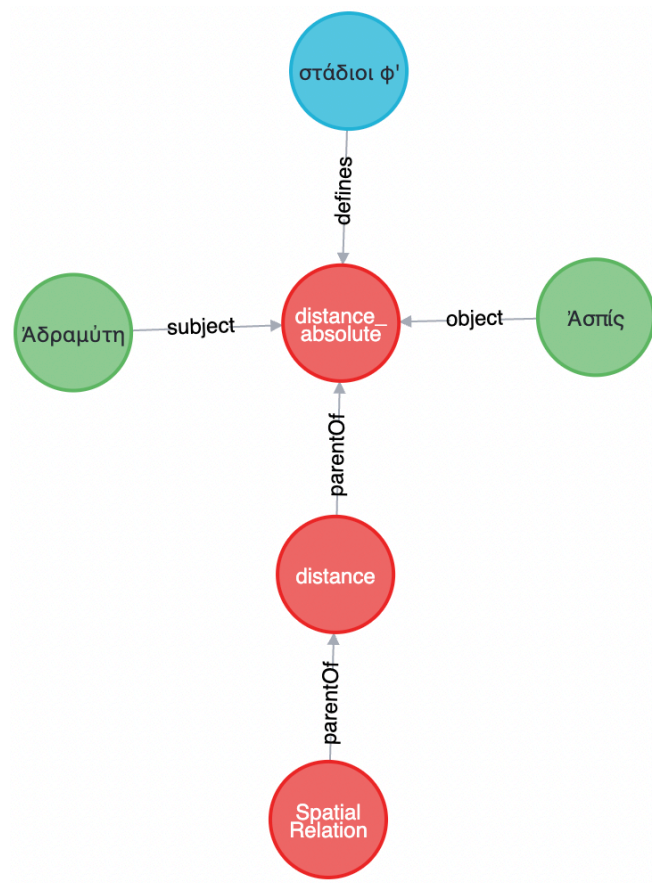 στάδιοι φ'
defines
Ἀδραμύτη
subject
distance_
absolute
object
Ἀσπίς
parentOf
distance
parentOf
Spatial
Relation